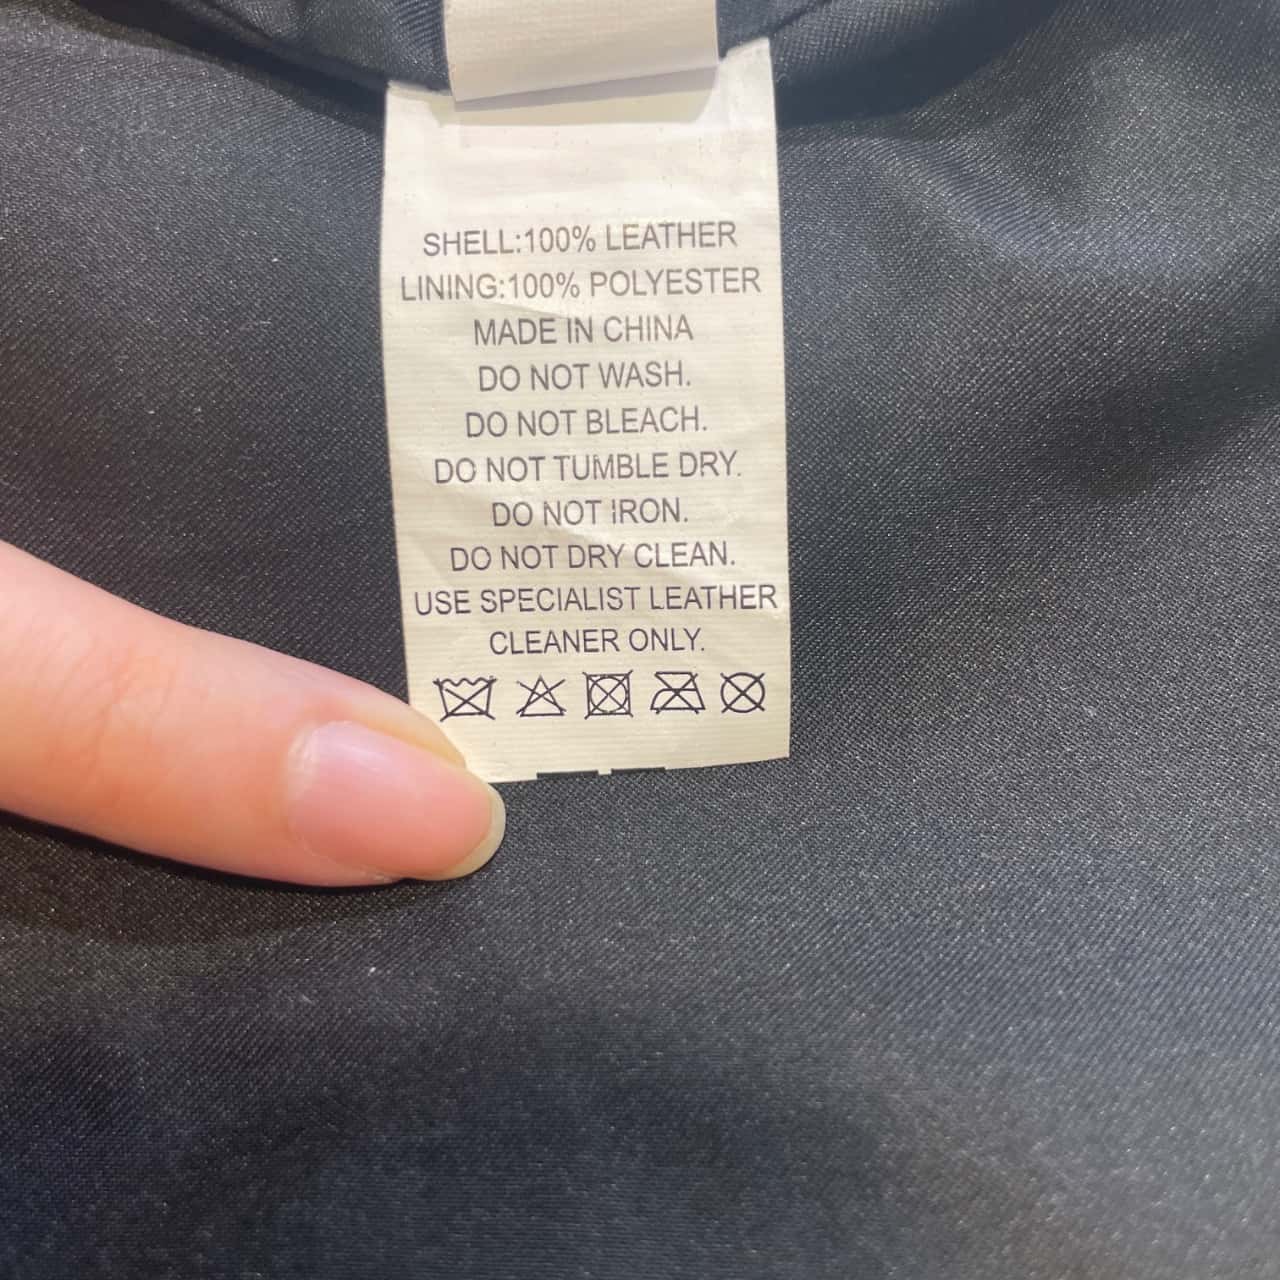 SHELL:100% LEATHER
LINING:100% POLYESTER
MADE IN CHINA
DO NOT WASH.
DO NOT BLEACH.
DO NOT TUMBLE DRY.
DO NOT IRON.
DO NOT DRY CLEAN.
USE SPECIALIST LEATHER
CLEANER ONLY.